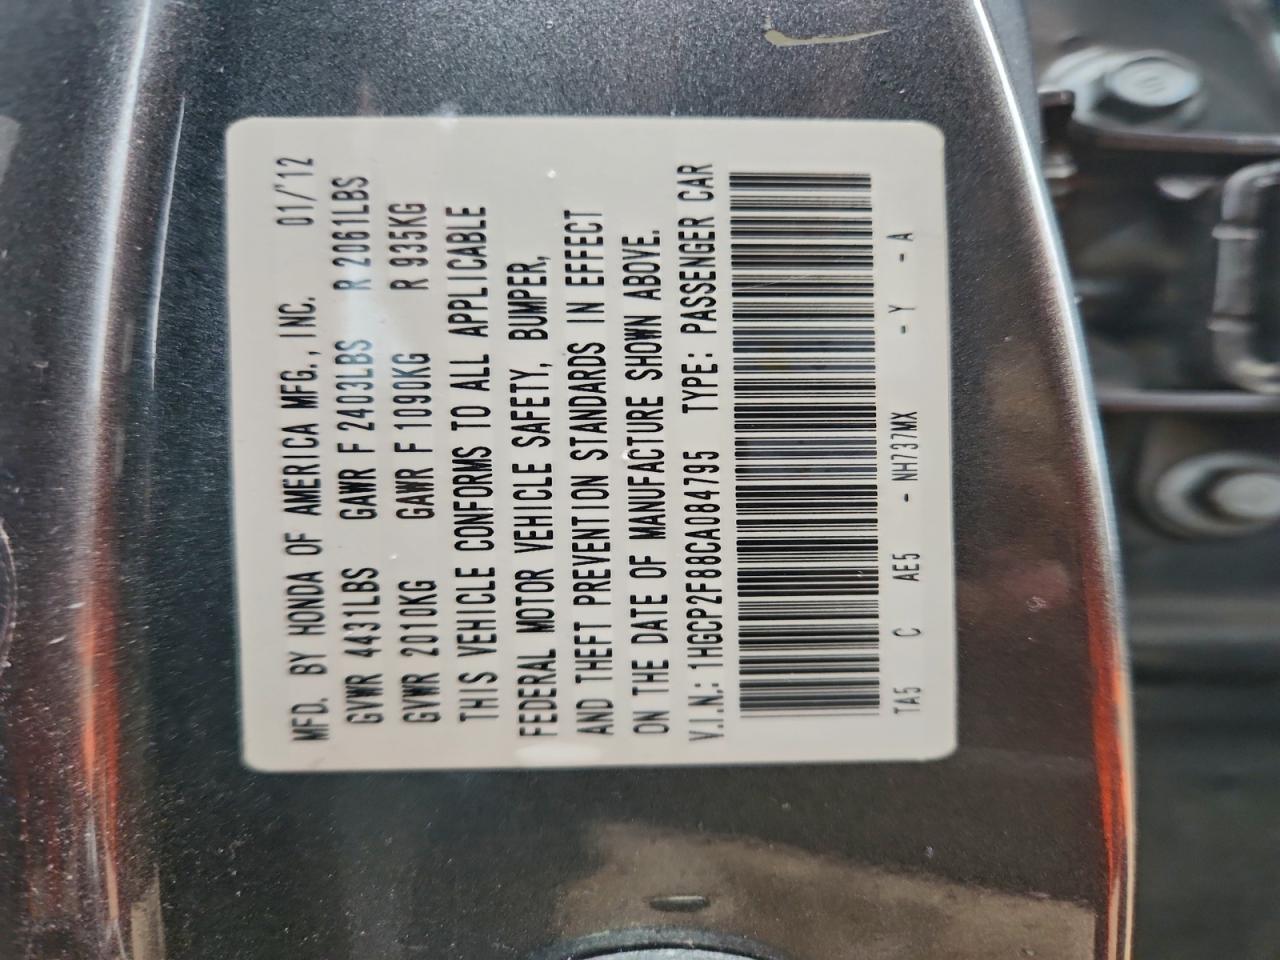 MFD. BY HONDA OF AMERICA MFG., INC. 01/'12
GVWR 4431LBS GAWR F 2403LBS R 2061LBS
GVWR 2010KG GAWR F 1090KG R 935KG
THIS VEHICLE CONFORMS TO ALL APPLICABLE
FEDERAL MOTOR VEHICLE SAFETY, BUMPER,
AND THEFT PREVENTION STANDARDS IN EFFECT
ON THE DATE OF MANUFACTURE SHOWN ABOVE.
V.I.N.: 1HGCP2F88CA084795 TYPE: PASSENGER CAR
TA5 C AE5 - NH737MX - Y - A